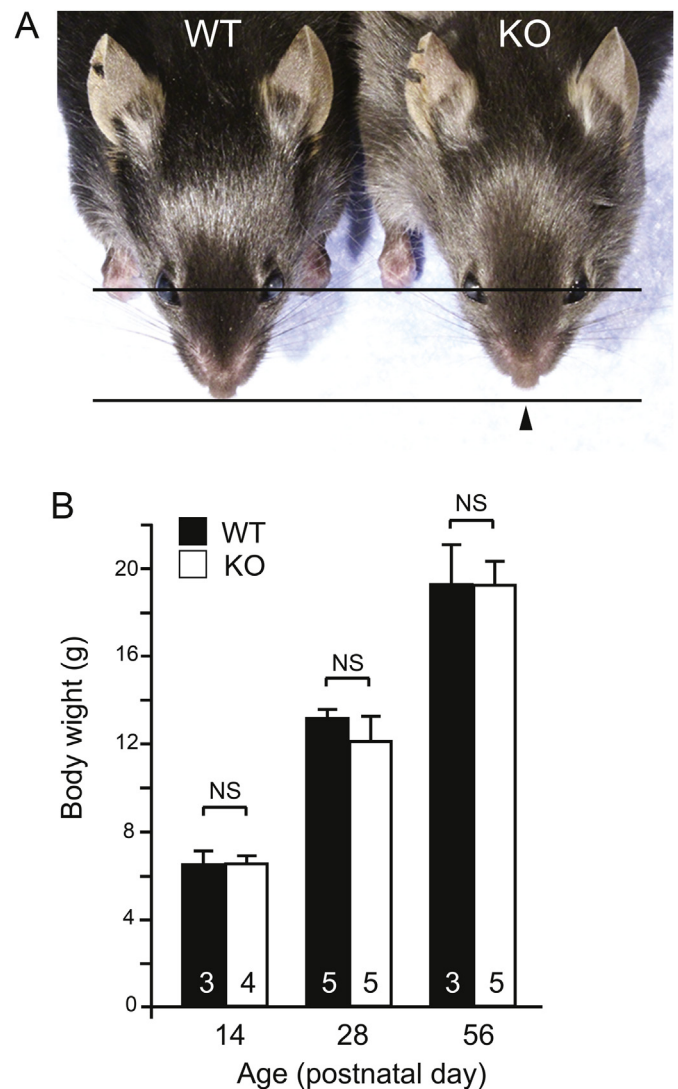 A
WT KO
B
WT
KO
NS
NS
NS
20
16
12
8
4
0
Body wight (g)
3 4 5 5 3 5
14 28 56
Age (postnatal day)